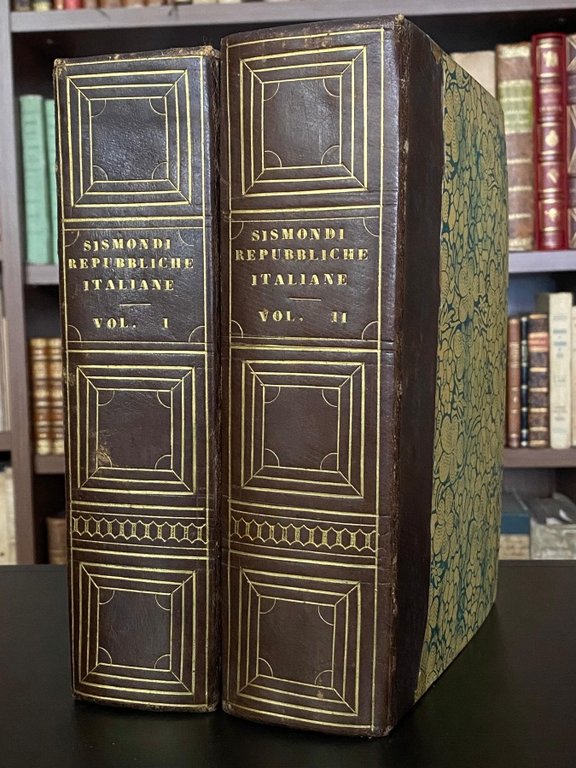 SISMONDI
REPUBBLICHE
ITALIANE
VOL. I
SISMONDI
REPUBBLICHE
ITALIANE
VOL. II